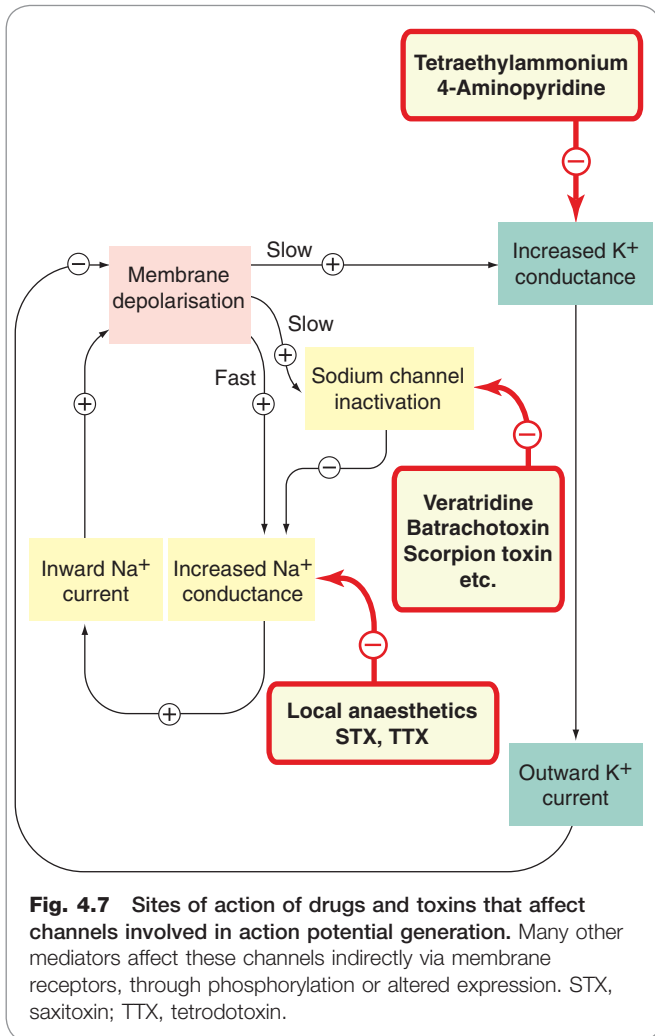 Tetraethylammonium
4-Aminopyridine
−
Increased K+
conductance
−
Membrane
depolarisation
Slow
+
Slow
+
Fast
+
+
Sodium channel
inactivation
−
−
Veratridine
Batrachotoxin
Scorpion toxin
etc.
Inward Na+
current
Increased Na+
conductance
−
+
Local anaesthetics
STX, TTX
Outward K+
current
Fig. 4.7 Sites of action of drugs and toxins that affect
channels involved in action potential generation. Many other
mediators affect these channels indirectly via membrane
receptors, through phosphorylation or altered expression. STX,
saxitoxin; TTX, tetrodotoxin.